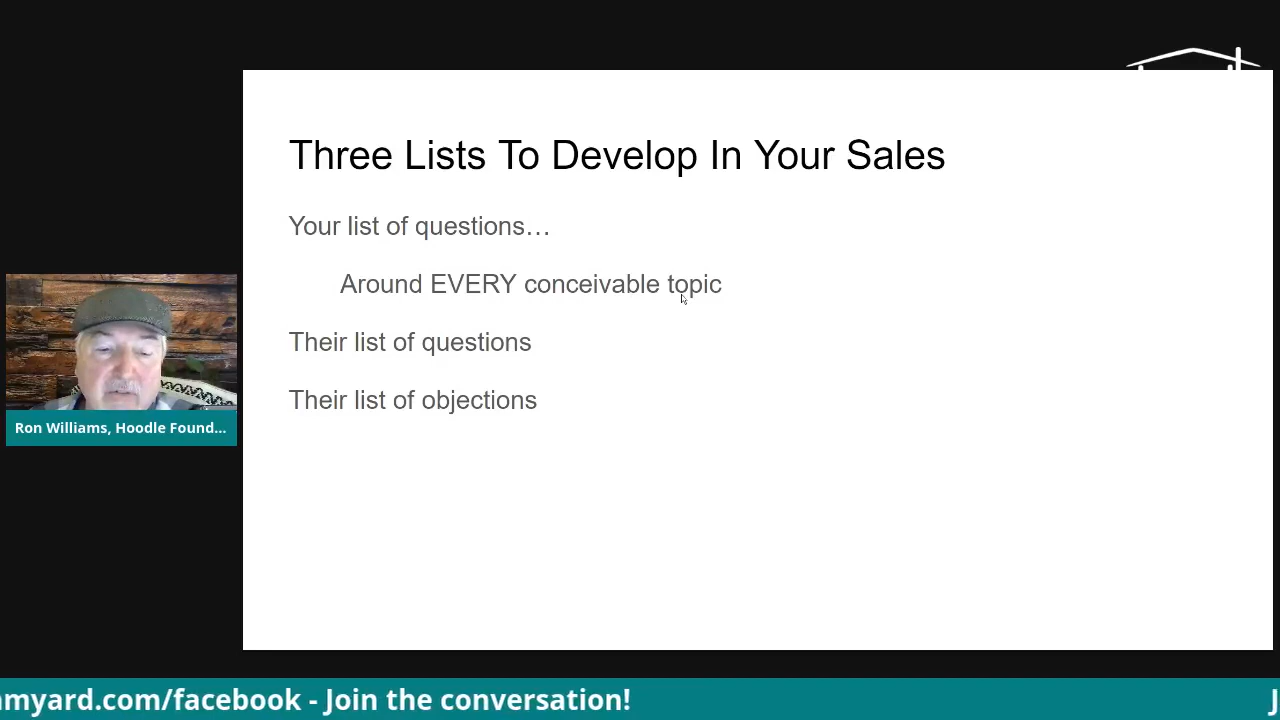 Three Lists To Develop In Your Sales
Your list of questions…
Around EVERY conceivable topic
Their list of questions
Their list of objections
Ron Williams, Hoodle Found...
myard.com/facebook - Join the conversation!
J